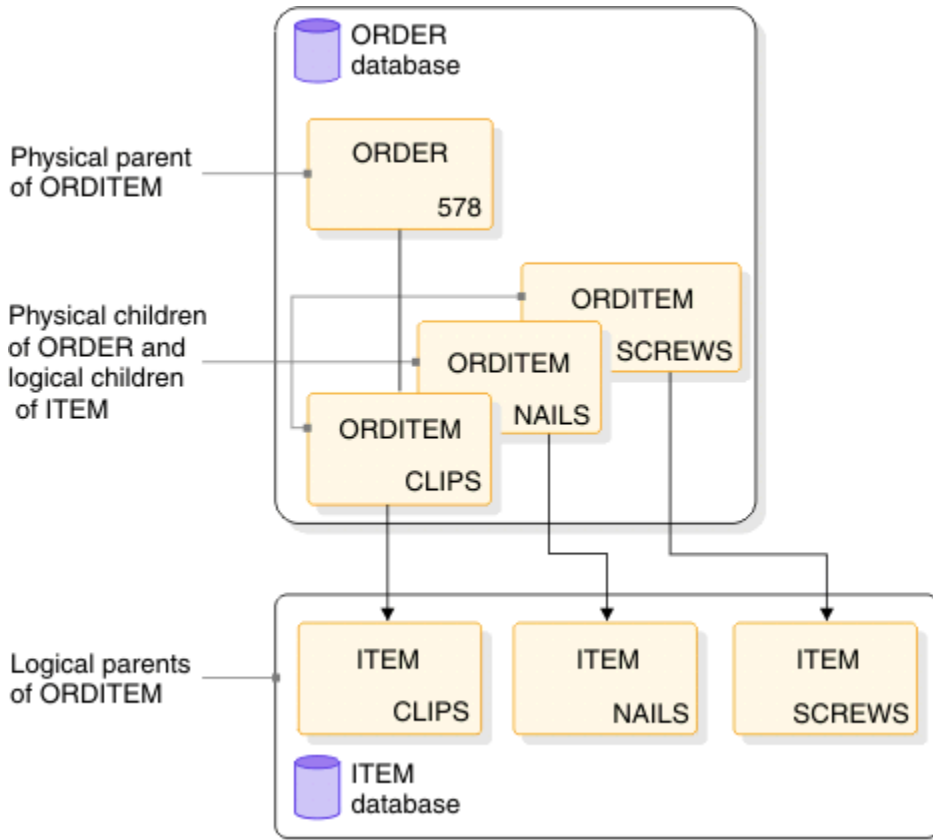 ORDER
database
Physical parent
of ORDITEM
ORDER
578
Physical children
of ORDER and
logical children
of ITEM
ORDITEM
SCREWS
ORDITEM
NAILS
ORDITEM
CLIPS
Logical parents
of ORDITEM
ITEM
CLIPS
ITEM
NAILS
ITEM
SCREWS
ITEM
database